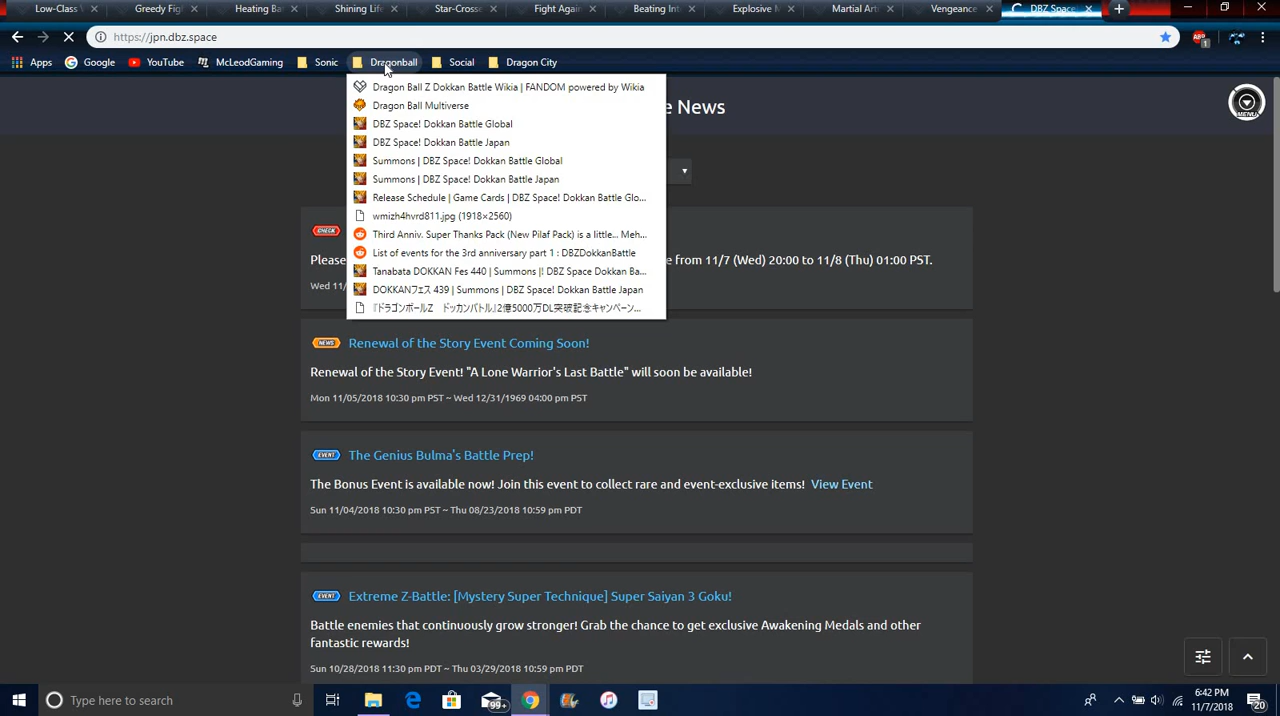 Low-Class V
Greedy Figh
Heating Bat
Shining Life
Star-Crosse
Fight Again
Beating Into
Explosive M
Martial Arti
Vengeance
DBZ Space!
https://jpn.dbz.space
Apps
Google
YouTube
McLeodGaming
Sonic
Dragonball
Social
Dragon City
Dragon Ball Z Dokkan Battle Wikia | FANDOM powered by Wikia
Dragon Ball Multiverse
DBZ Space! Dokkan Battle Global
DBZ Space! Dokkan Battle Japan
Summons | DBZ Space! Dokkan Battle Global
Summons | DBZ Space! Dokkan Battle Japan
Release Schedule | Game Cards | DBZ Space! Dokkan Battle Glo...
wmizh4hvrd811.jpg (1918×2560)
Third Anniv. Super Thanks Pack (New Pilaf Pack) is a little... Meh...
List of events for the 3rd anniversary part 1 : DBZDokkanBattle
Tanabata DOKKAN Fes 440 | Summons |! DBZ Space Dokkan Ba...
DOKKANフェス 439 | Summons | DBZ Space! Dokkan Battle Japan
『ドラゴンボールZ ドッカンバトル』2億5000万DL突破記念キャンペーン...
e News
MENU
CHECK
Please
e from 11/7 (Wed) 20:00 to 11/8 (Thu) 01:00 PST.
Wed 11/
NEWS Renewal of the Story Event Coming Soon!
Renewal of the Story Event! "A Lone Warrior's Last Battle" will soon be available!
Mon 11/05/2018 10:30 pm PST ~ Wed 12/31/1969 04:00 pm PST
EVENT The Genius Bulma's Battle Prep!
The Bonus Event is available now! Join this event to collect rare and event-exclusive items! View Event
Sun 11/04/2018 10:30 pm PST ~ Thu 08/23/2018 10:59 pm PDT
EVENT Extreme Z-Battle: [Mystery Super Technique] Super Saiyan 3 Goku!
Battle enemies that continuously grow stronger! Grab the chance to get exclusive Awakening Medals and other
fantastic rewards!
Sun 10/28/2018 11:30 pm PDT ~ Thu 03/29/2018 10:59 pm PDT
Type here to search
99+
6:42 PM
11/7/2018
20